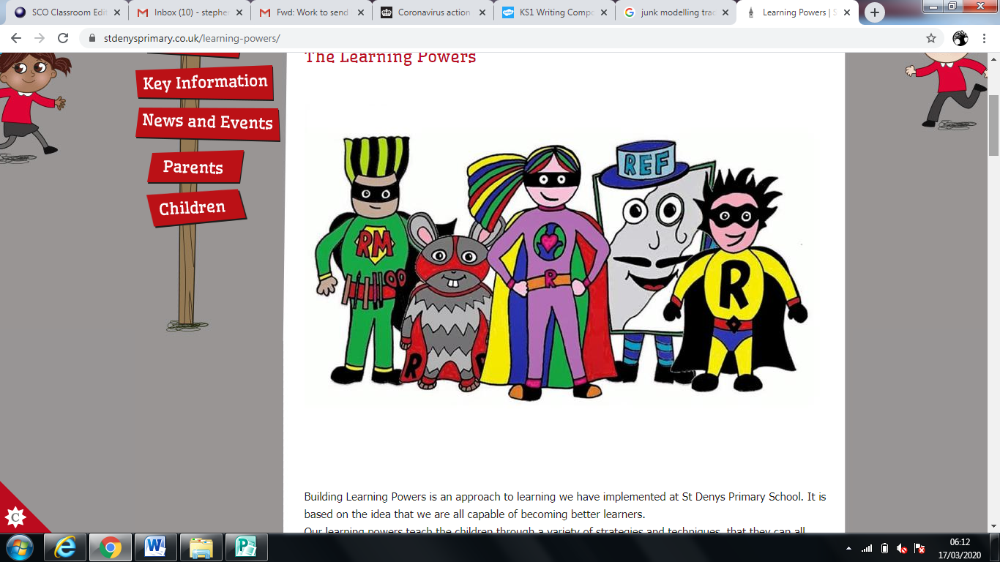 SCO Classroom Edit
Inbox (10) - stephen
Fwd: Work to send
Coronavirus action
KS1 Writing Compo
junk modelling trac
Learning Powers | S
stdenysprimary.co.uk/learning-powers/
The Learning Powers
Key Information
News and Events
Parents
Children
RM
R
R
REF
R
Building Learning Powers is an approach to learning we have implemented at St Denys Primary School. It is
based on the idea that we are all capable of becoming better learners.
Our learning powers teach the children through a variety of strategies and techniques, that they can all
C
06:12
17/03/2020